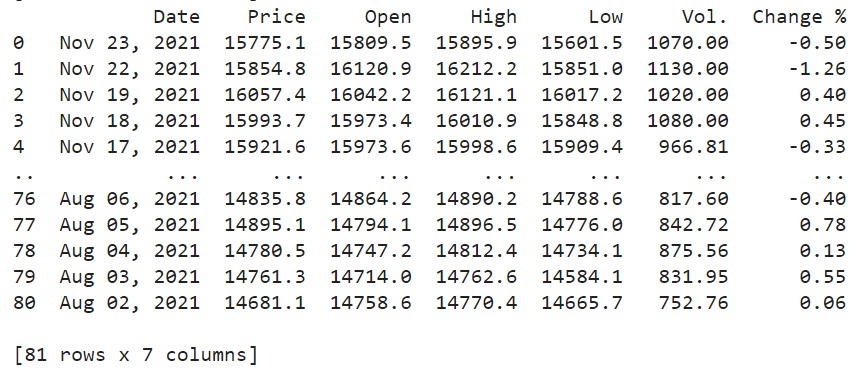 Date Price Open High Low Vol. Change %
0 Nov 23, 2021 15775.1 15809.5 15895.9 15601.5 1070.00 -0.50
1 Nov 22, 2021 15854.8 16120.9 16212.2 15851.0 1130.00 -1.26
2 Nov 19, 2021 16057.4 16042.2 16121.1 16017.2 1020.00 0.40
3 Nov 18, 2021 15993.7 15973.4 16010.9 15848.8 1080.00 0.45
4 Nov 17, 2021 15921.6 15973.6 15998.6 15909.4 966.81 -0.33
.. ... ... ... ... ... ... ...
76 Aug 06, 2021 14835.8 14864.2 14890.2 14788.6 817.60 -0.40
77 Aug 05, 2021 14895.1 14794.1 14896.5 14776.0 842.72 0.78
78 Aug 04, 2021 14780.5 14747.2 14812.4 14734.1 875.56 0.13
79 Aug 03, 2021 14761.3 14714.0 14762.6 14584.1 831.95 0.55
80 Aug 02, 2021 14681.1 14758.6 14770.4 14665.7 752.76 0.06
[81 rows x 7 columns]